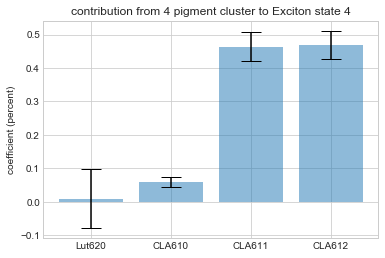 contribution from 4 pigment cluster to Exciton state 4
coefficient (percent)
0.5
0.4
0.3
0.2
0.1
0.0
−0.1
Lut620 CLA610 CLA611 CLA612